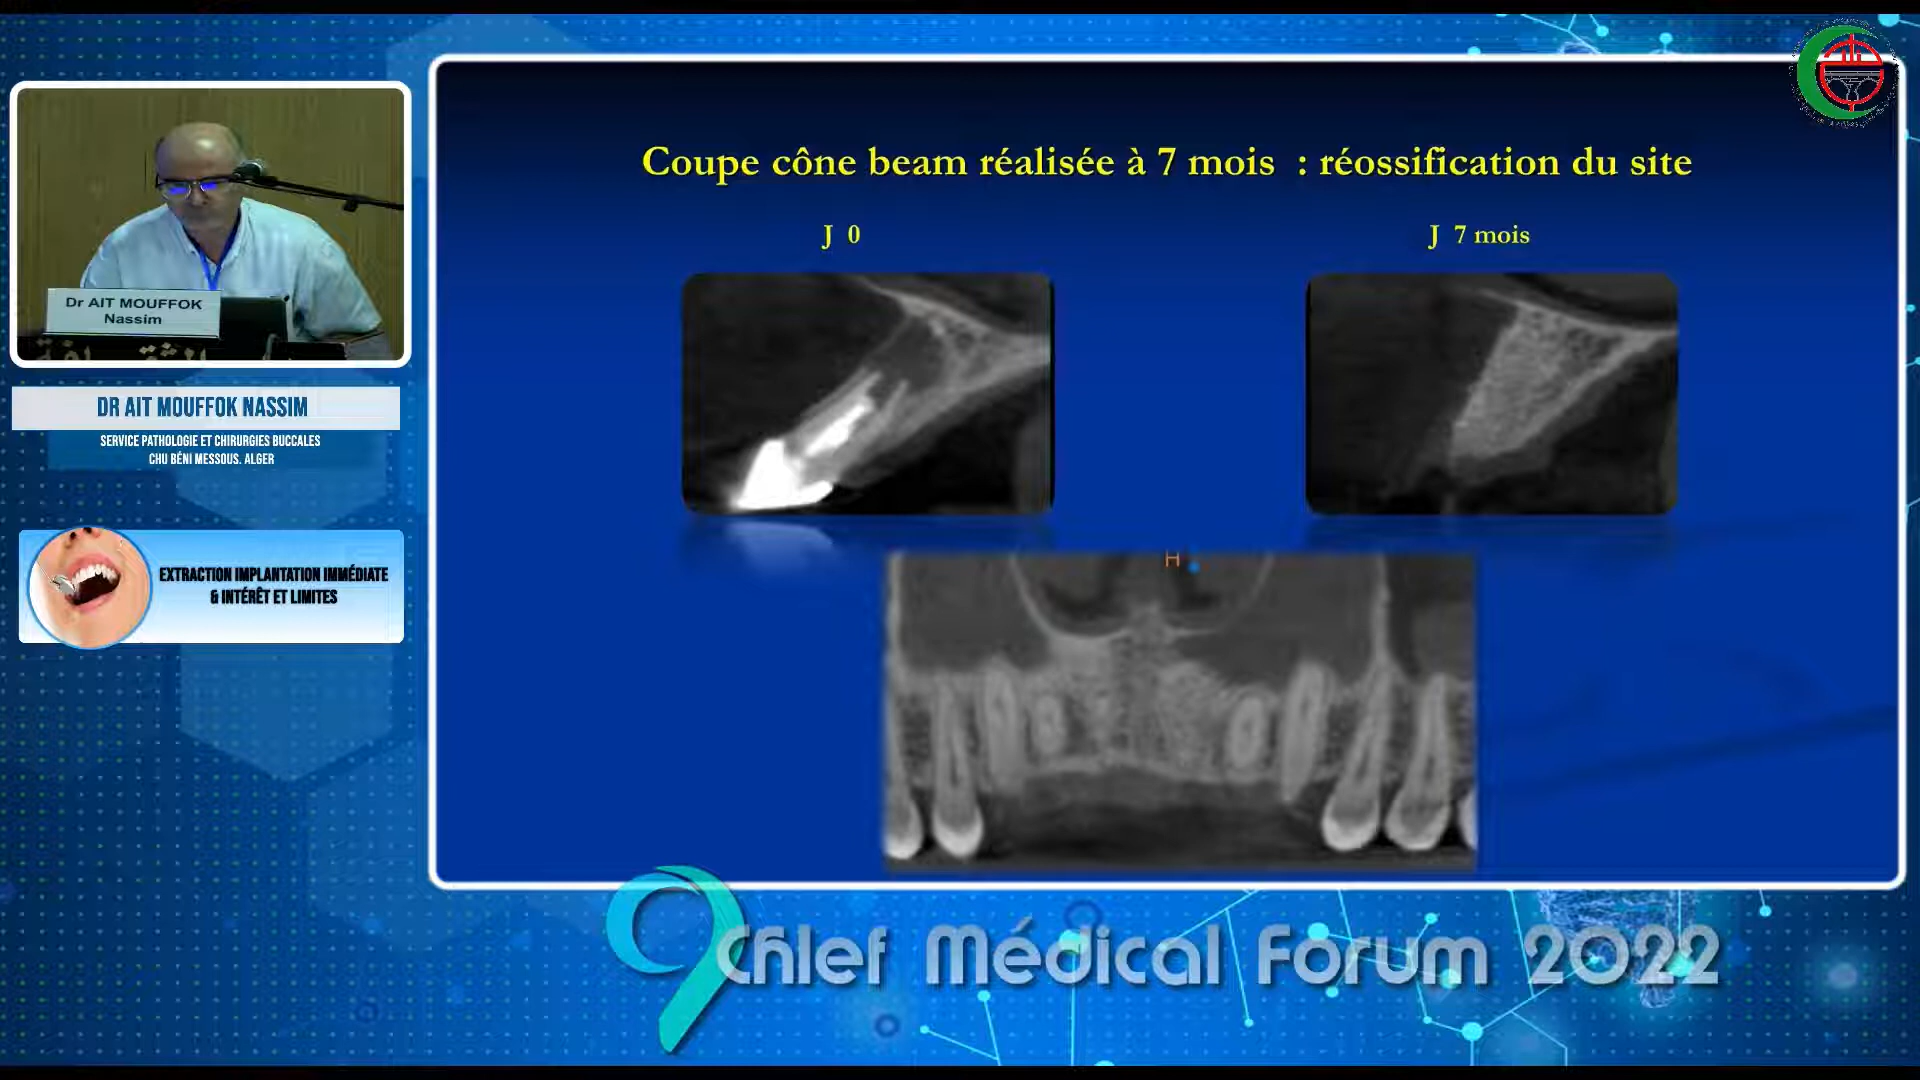 Coupe cône beam réalisée à 7 mois : réossification du site
J 0
J 7 mois
H
Dr AIT MOUFFOK
Nassim
DR AIT MOUFFOK NASSIM
SERVICE PATHOLOGIE ET CHIRURGIES BUCCALES
CHU BÉNI MESSOUS. ALGER
EXTRACTION IMPLANTATION IMMÉDIATE
& INTÉRÊT ET LIMITES
9 Chlef Médical Forum 2022